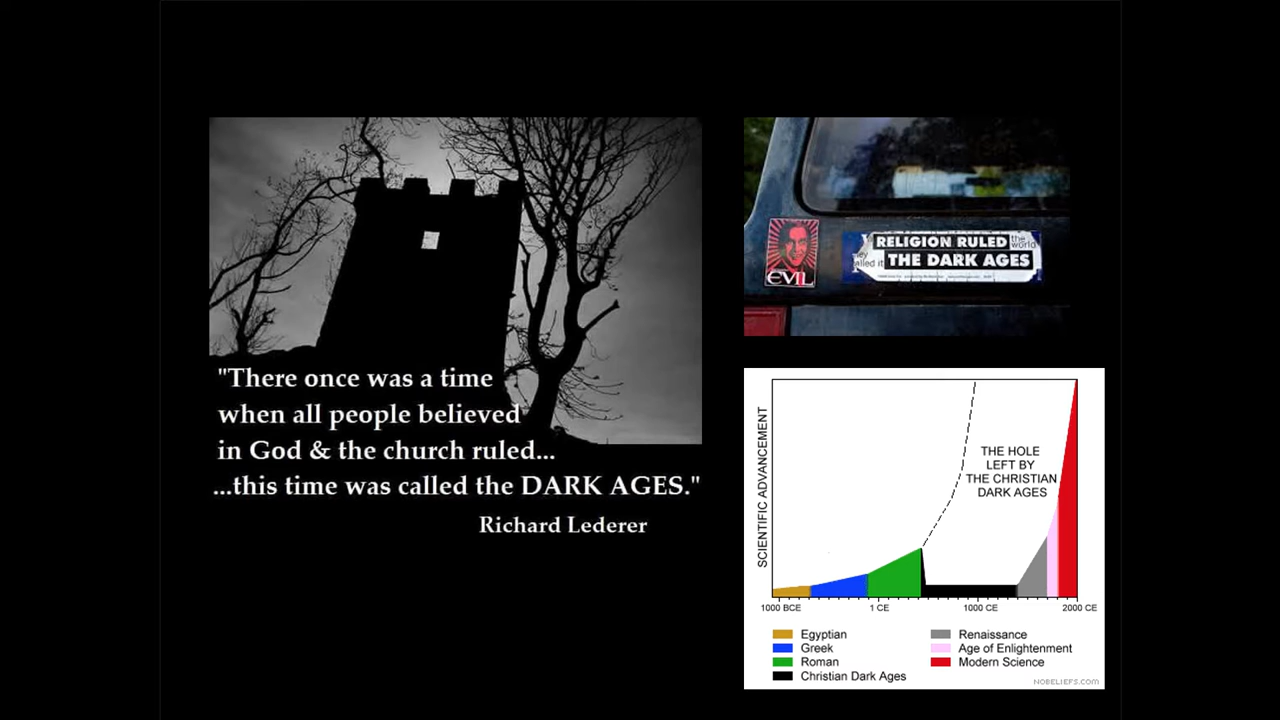 "There once was a time
when all people believed
in God & the church ruled...
...this time was called the DARK AGES."
Richard Lederer
EVIL
RELIGION RULED the world
THE DARK AGES
SCIENTIFIC ADVANCEMENT
THE HOLE
LEFT BY
THE CHRISTIAN
DARK AGES
1000 BCE 1 CE 1000 CE 2000 CE
Egyptian
Greek
Roman
Christian Dark Ages
Renaissance
Age of Enlightenment
Modern Science
NOBELIEFS.COM